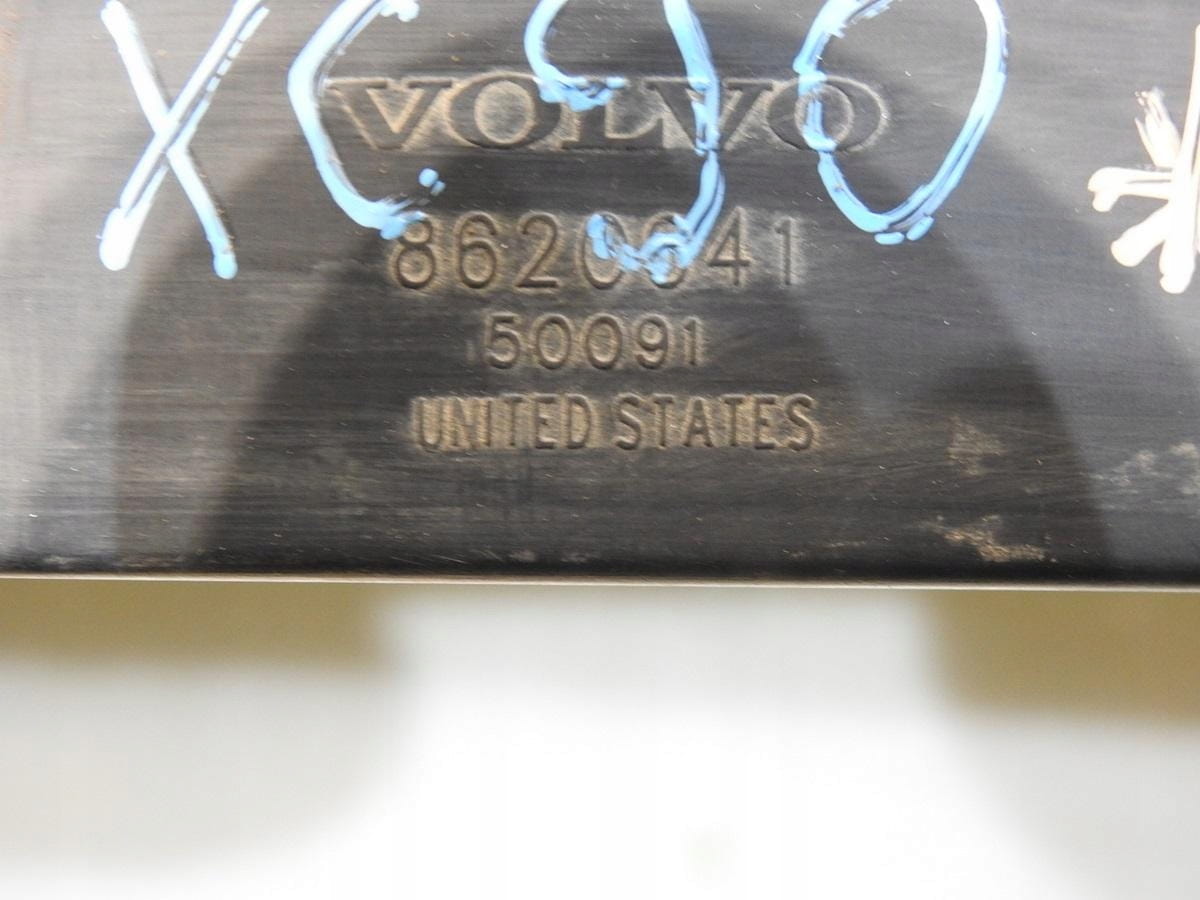 XC90
VOLVO
8620641
50091
UNITED STATES